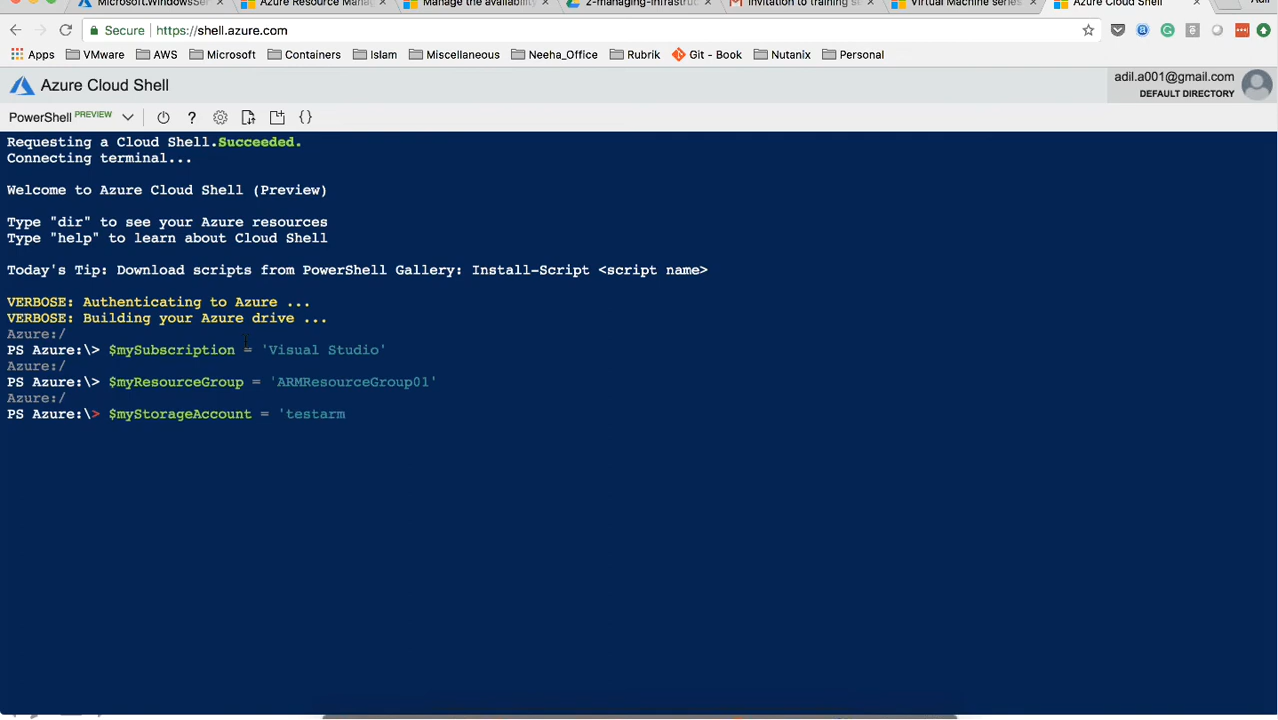 Microsoft.WindowsSer
Azure Resource Mana
Manage the availability
z-managing-infrastruc
Invitation to training s
Virtual Machine series
Azure Cloud Shell
Adil
Secure https://shell.azure.com
Apps VMware AWS Microsoft Containers Islam Miscellaneous Neeha_Office Rubrik Git - Book Nutanix Personal
Azure Cloud Shell
adil.a001@gmail.com
DEFAULT DIRECTORY
PowerShell PREVIEW ? {}
Requesting a Cloud Shell.Succeeded.
Connecting terminal...
Welcome to Azure Cloud Shell (Preview)
Type "dir" to see your Azure resources
Type "help" to learn about Cloud Shell
Today's Tip: Download scripts from PowerShell Gallery: Install-Script <script name>
VERBOSE: Authenticating to Azure ...
VERBOSE: Building your Azure drive ...
Azure:/
PS Azure:\> $mySubscription = 'Visual Studio'
Azure:/
PS Azure:\> $myResourceGroup = 'ARMResourceGroup01'
Azure:/
PS Azure:\> $myStorageAccount = 'testarm